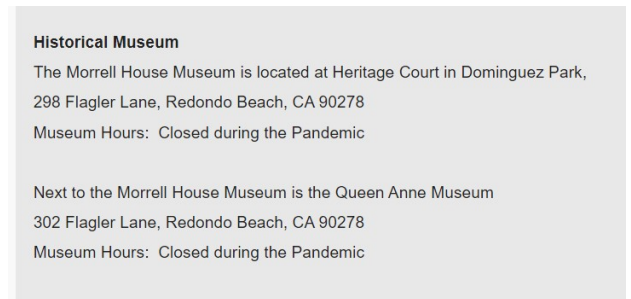 Historical Museum
The Morrell House Museum is located at Heritage Court in Dominguez Park,
298 Flagler Lane, Redondo Beach, CA 90278
Museum Hours:  Closed during the Pandemic
Next to the Morrell House Museum is the Queen Anne Museum
302 Flagler Lane, Redondo Beach, CA 90278
Museum Hours:  Closed during the Pandemic